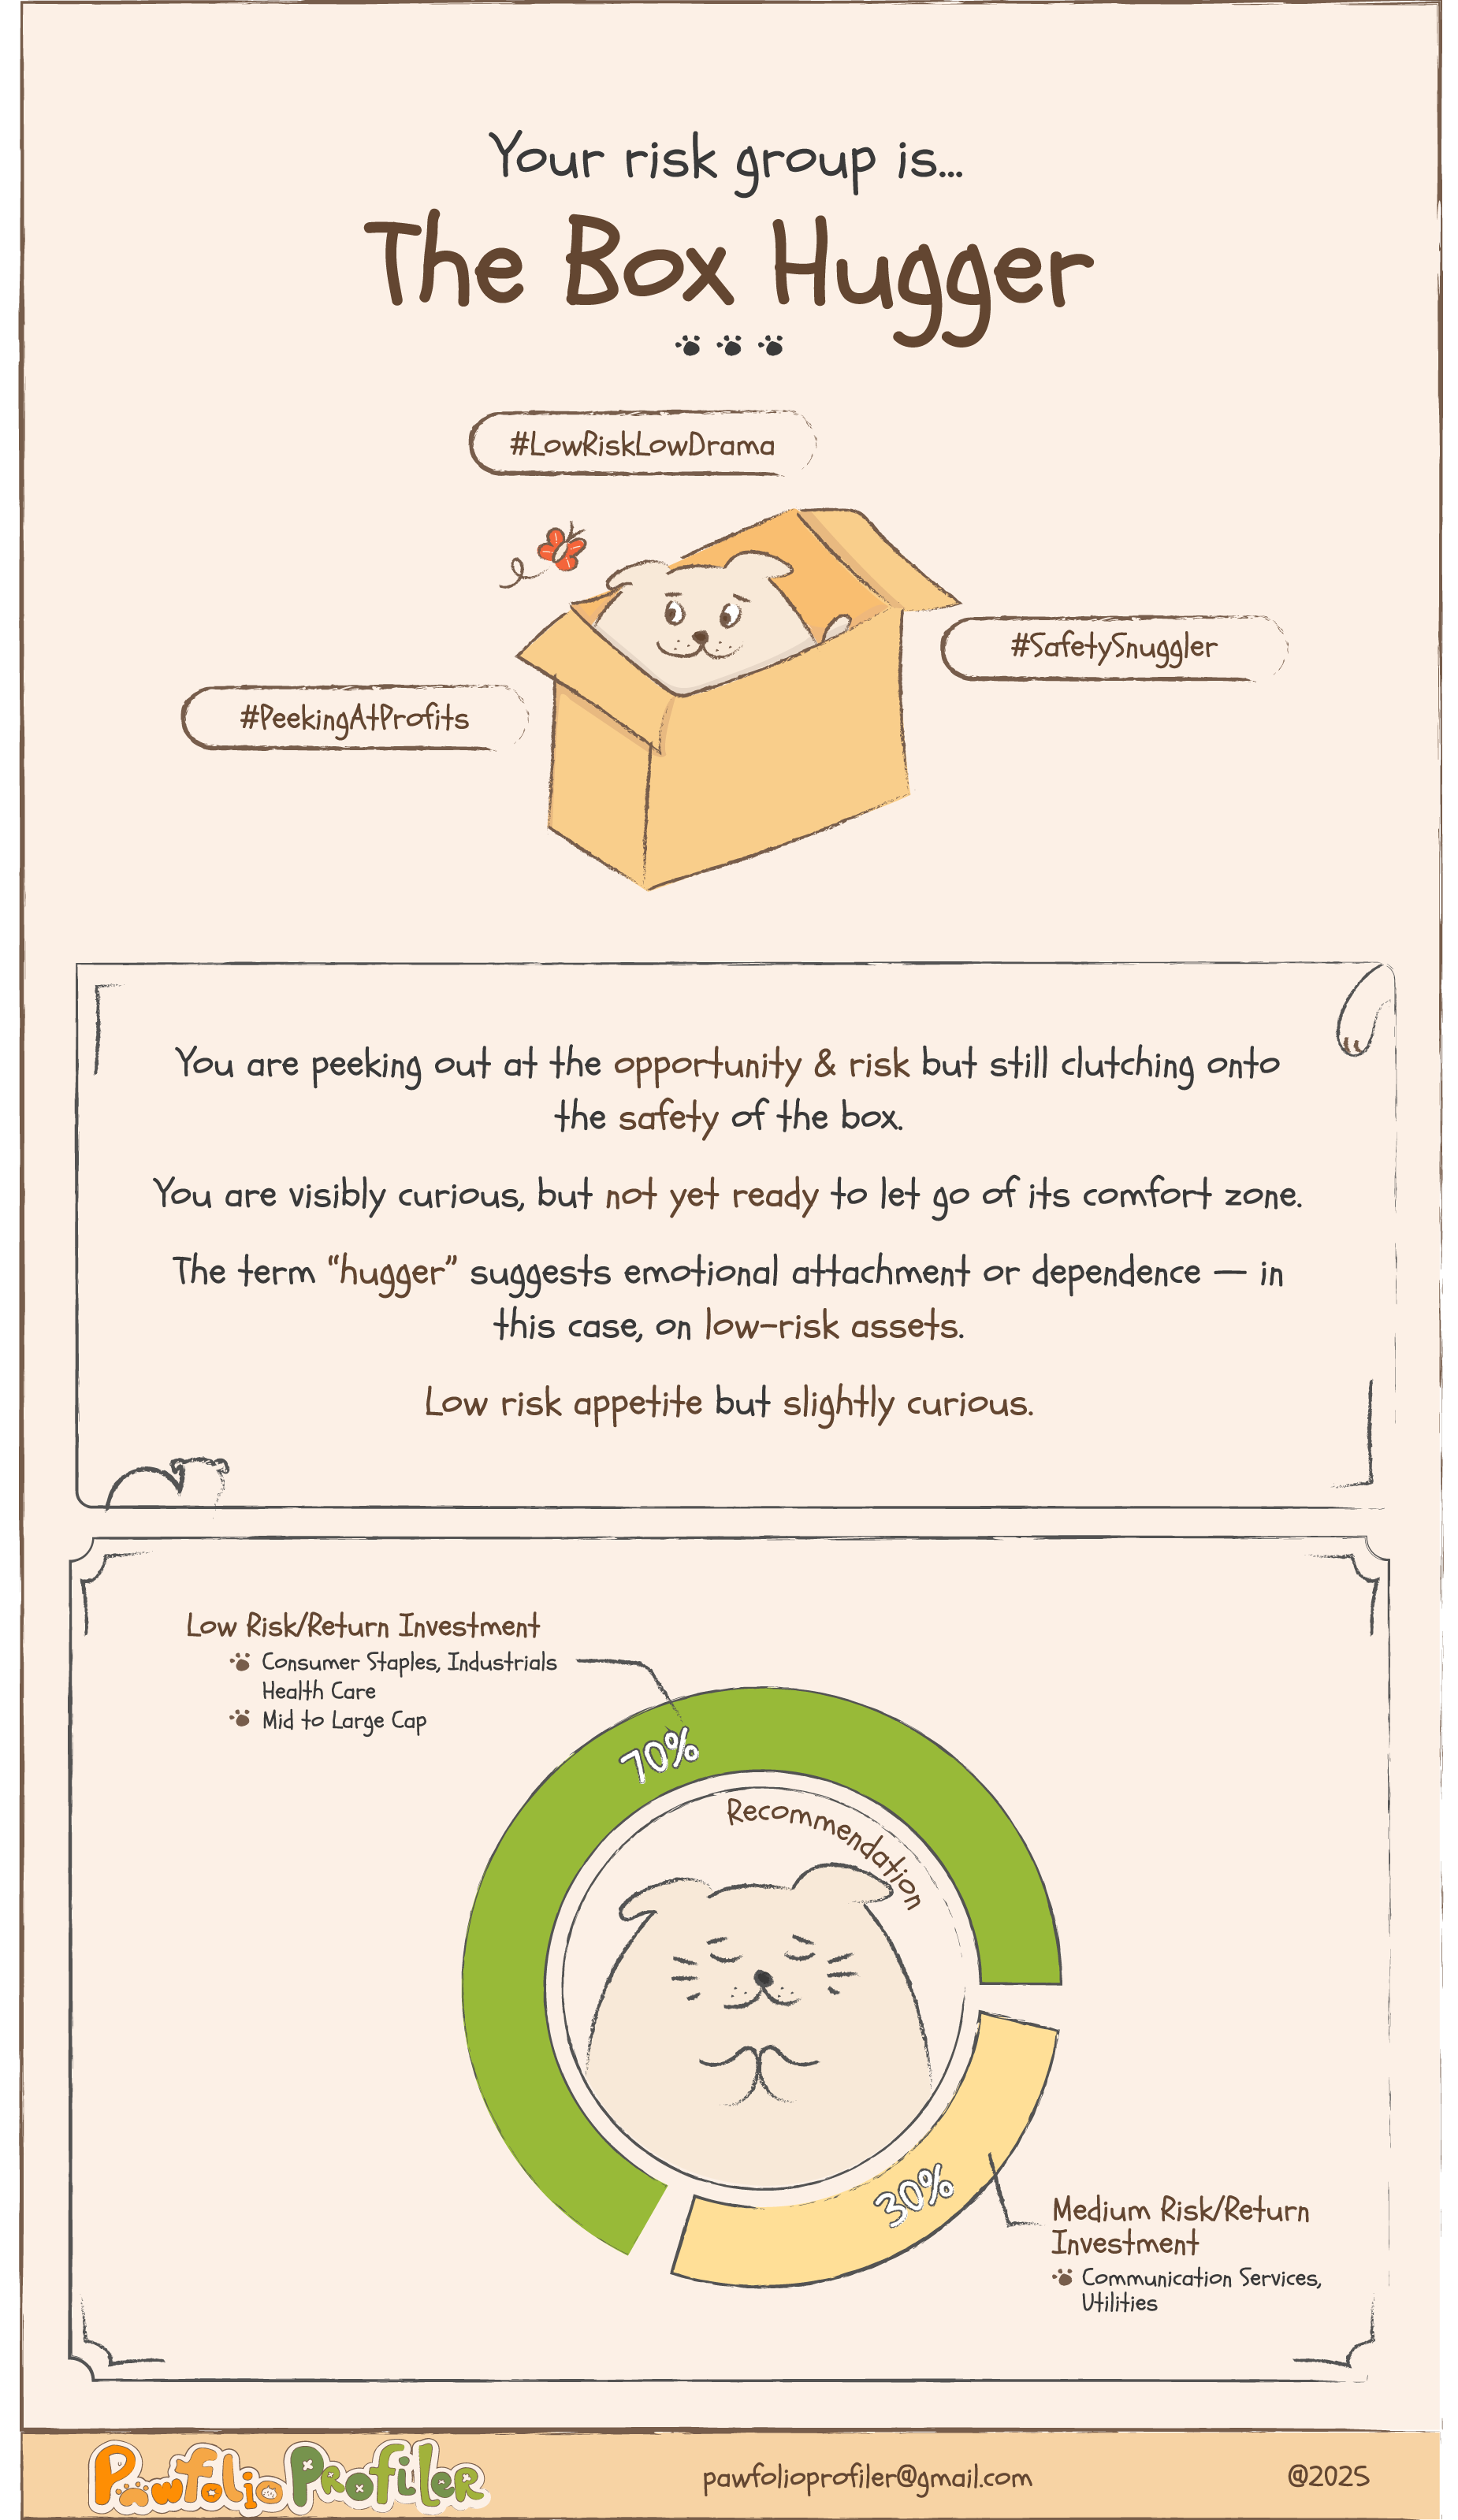 Your risk group is...
The Box Hugger
#LowRiskLowDrama
#SafetySnuggler
#PeekingAtProfits
You are peeking out at the opportunity & risk but still clutching onto
the safety of the box.
You are visibly curious, but not yet ready to let go of its comfort zone.
The term “hugger” suggests emotional attachment or dependence — in
this case, on low-risk assets.
Low risk appetite but slightly curious.
Low Risk/Return Investment
Consumer Staples, Industrials
Health Care
Mid to Large Cap
70%
Recommendation
30%
Medium Risk/Return
Investment
Communication Services,
Utilities
Pawfolio Profiler
pawfolioprofiler@gmail.com
@2025